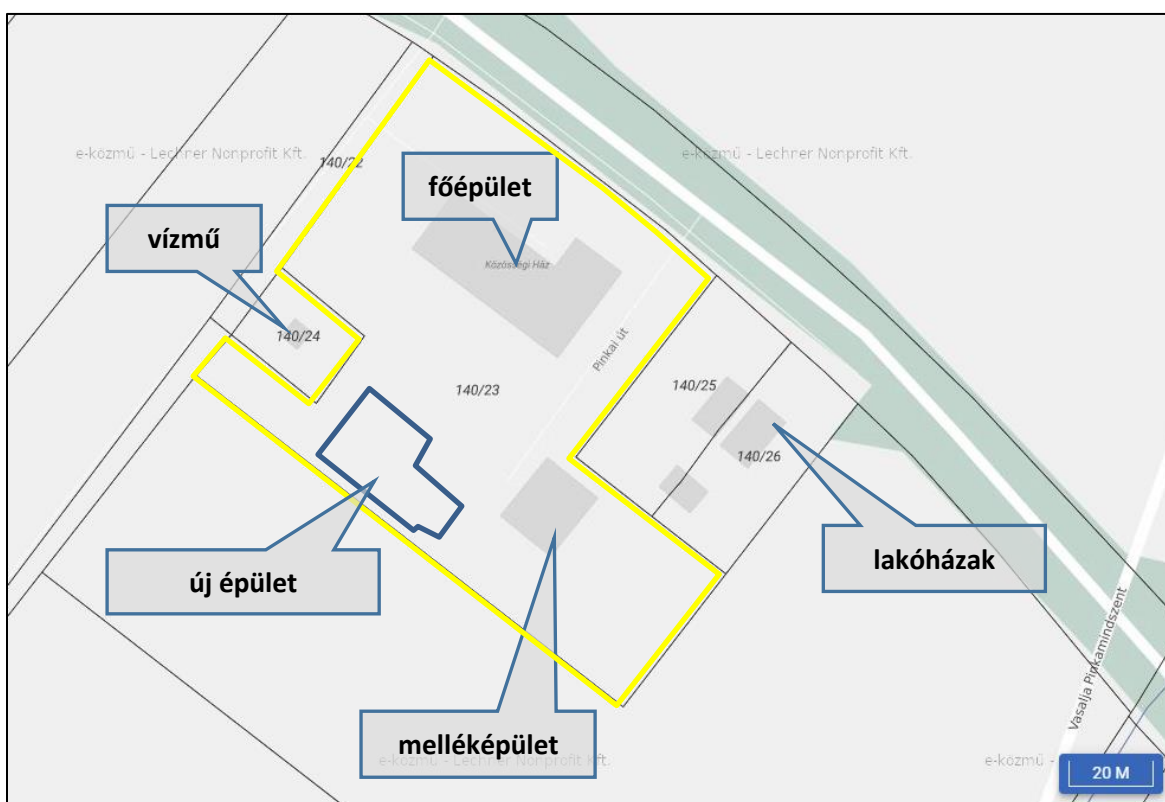 e-közmű - Lechner Nonprofit Kft.
e-közmű - Lechner Nonprofit Kft.
140/22
főépület
vízmű
Közösségi Ház
140/24
Pinkai út
140/23
140/25
140/26
új épület
lakóházak
Vasalja Pinkamindszent
melléképület
e-közmű - Lechner Nonprofit Kft.
e-közmű -
20 M